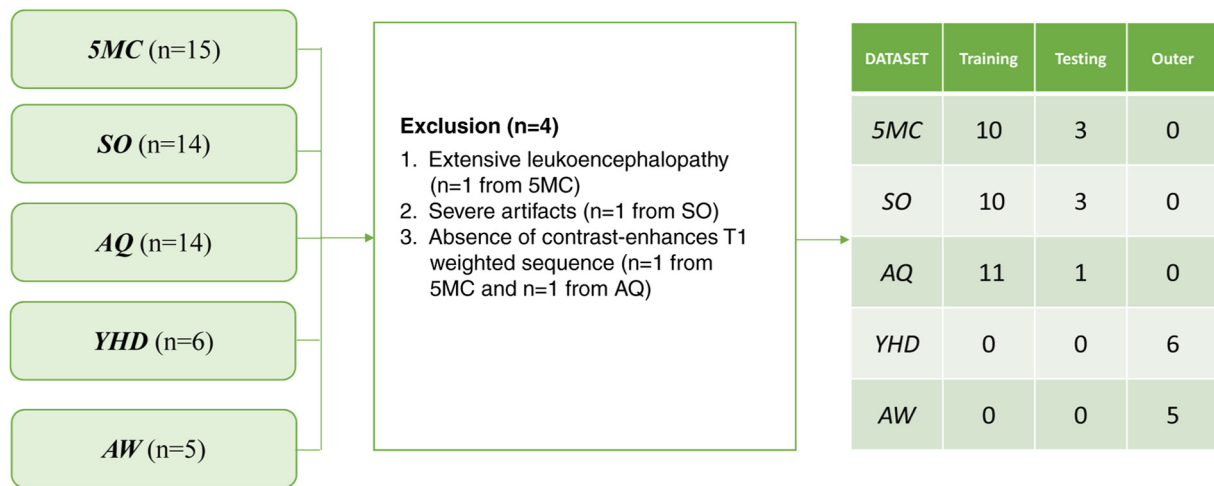 5MC (n=15)
SO (n=14)
AQ (n=14)
YHD (n=6)
AW (n=5)
Exclusion (n=4)
1. Extensive leukoencephalopathy
(n=1 from 5MC)
2. Severe artifacts (n=1 from SO)
3. Absence of contrast-enhances T1
weighted sequence (n=1 from
5MC and n=1 from AQ)
DATASET Training Testing Outer
5MC 10 3 0
SO 10 3 0
AQ 11 1 0
YHD 0 0 6
AW 0 0 5